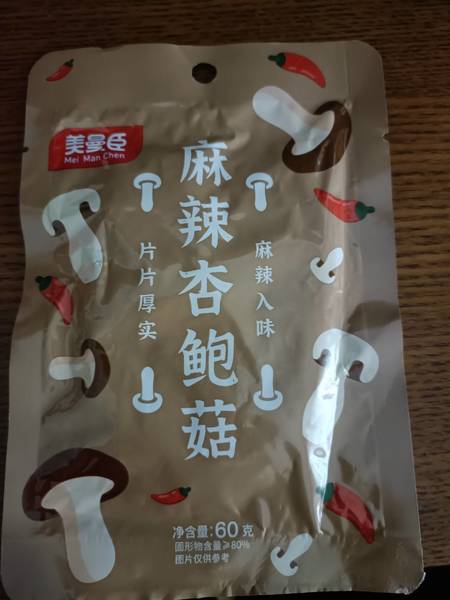 美曼臣
Mei Man Chen
麻辣杏鲍菇
麻辣入味
片片厚实
净含量:60克
固形物含量≥80%
图片仅供参考